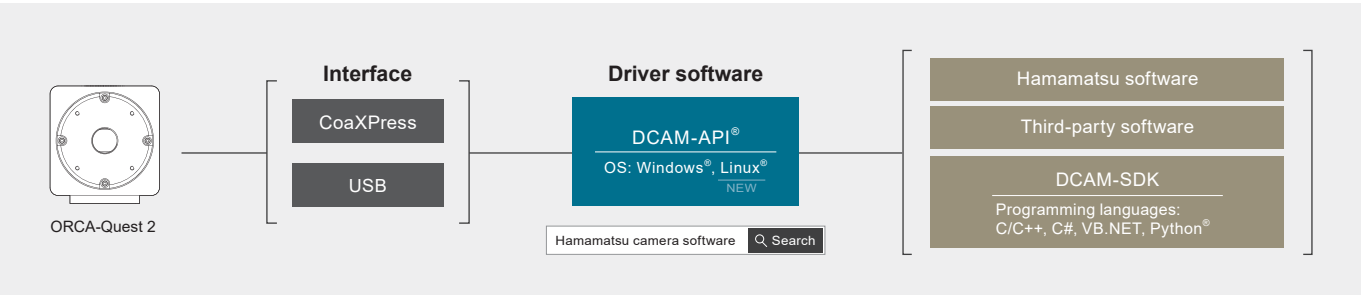 ORCA-Quest 2
Interface
CoaXPress
USB
Driver software
DCAM-API®
OS: Windows®, Linux®
NEW
Hamamatsu camera software
Search
Hamamatsu software
Third-party software
DCAM-SDK
Programming languages:
C/C++, C#, VB.NET, Python®